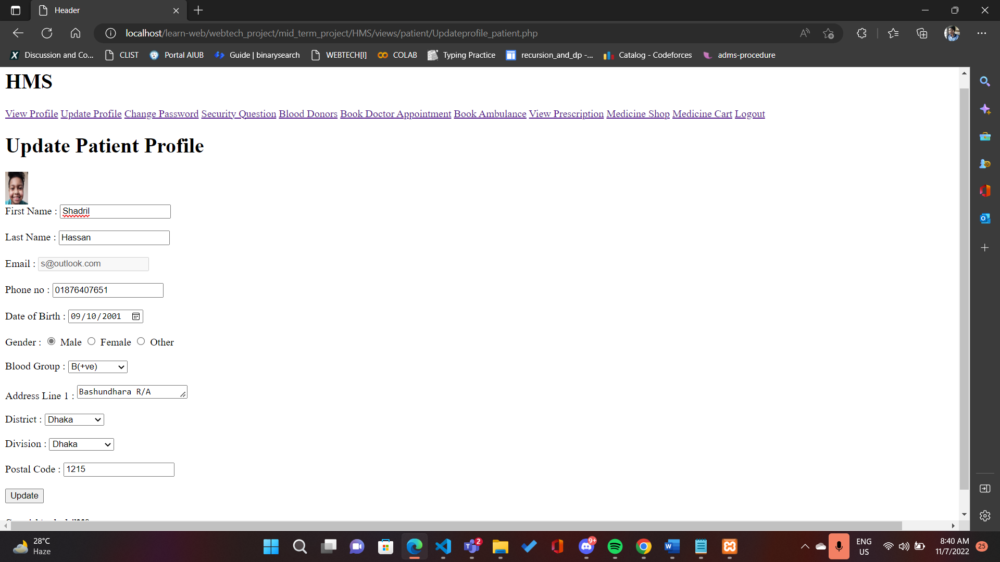 Header
localhost/learn-web/webtech_project/mid_term_project/HMS/views/patient/Updateprofile_patient.php
Discussion and Co... CLIST Portal AIUB Guide | binarysearch WEBTECH[I] COLAB Typing Practice recursion_and_dp -... Catalog - Codeforces adms-procedure
HMS
View Profile Update Profile Change Password Security Question Blood Donors Book Doctor Appointment Book Ambulance View Prescription Medicine Shop Medicine Cart Logout
Update Patient Profile
First Name : Shadril
Last Name : Hassan
Email : s@outlook.com
Phone no : 01876407651
Date of Birth : 09/10/2001
Gender : Male Female Other
Blood Group : B(+ve)
Address Line 1 : Bashundhara R/A
District : Dhaka
Division : Dhaka
Postal Code : 1215
Update
28°C
Haze
2
9+
ENG
US
8:40 AM
11/7/2022
25